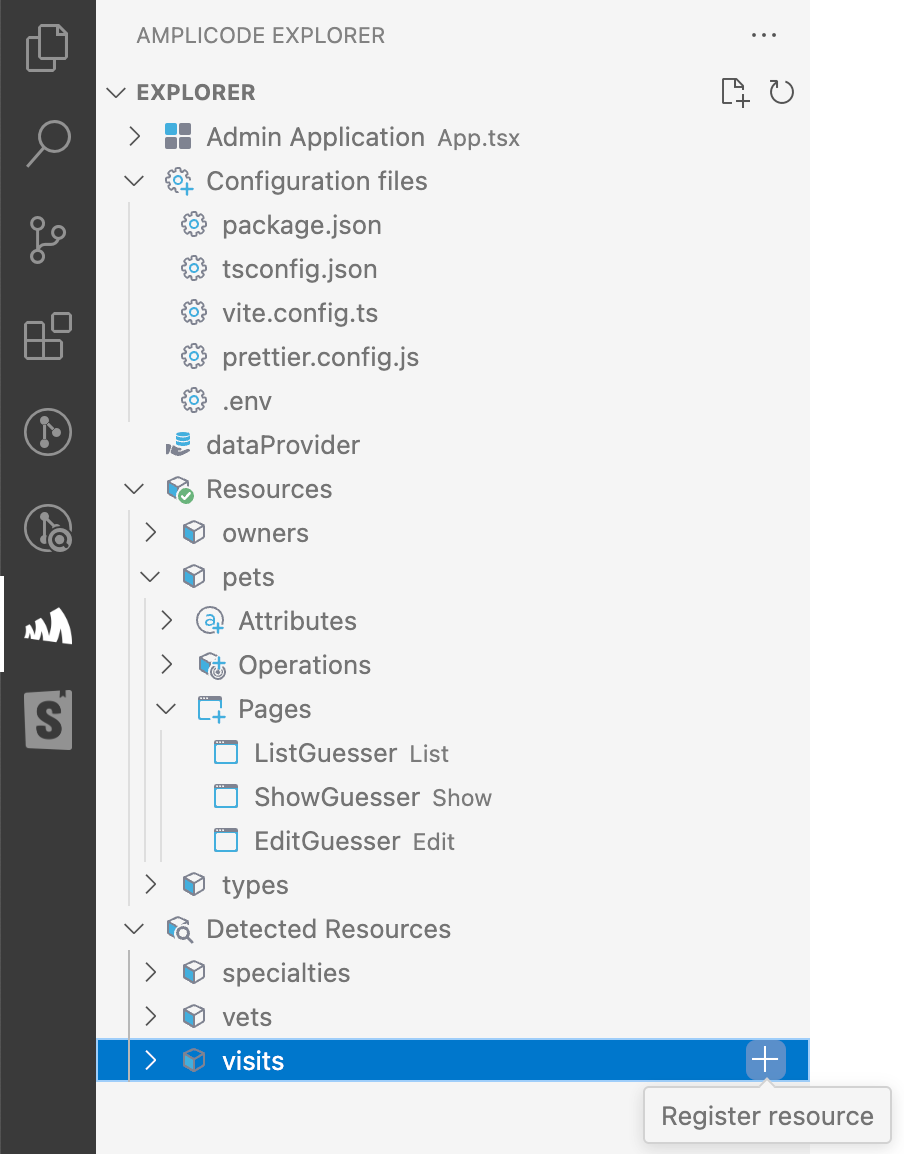 AMPLICODE EXPLORER
EXPLORER
Admin Application App.tsx
Configuration files
package.json
tsconfig.json
vite.config.ts
prettier.config.js
.env
dataProvider
Resources
owners
pets
Attributes
Operations
Pages
ListGuesser List
ShowGuesser Show
EditGuesser Edit
types
Detected Resources
specialties
vets
visits
Register resource